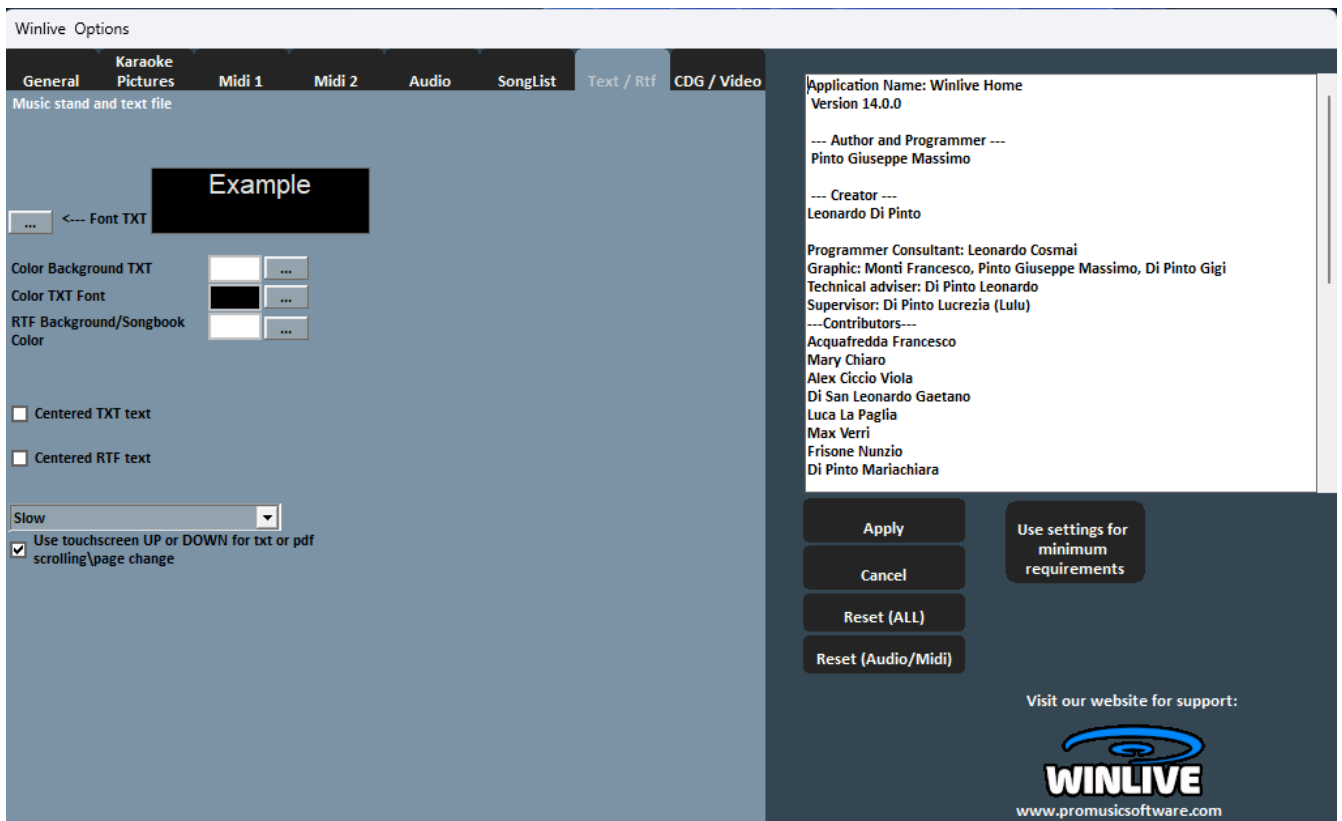 Winlive Options
General
Karaoke
Pictures
Midi 1
Midi 2
Audio
SongList
Text / Rtf
CDG / Video
Music stand and text file
Example
...
<--- Font TXT
Color Background TXT
...
Color TXT Font
...
RTF Background/Songbook
Color
...
Centered TXT text
Centered RTF text
Slow
Use touchscreen UP or DOWN for txt or pdf
scrolling\page change
Application Name: Winlive Home
Version 14.0.0
--- Author and Programmer ---
Pinto Giuseppe Massimo
--- Creator ---
Leonardo Di Pinto
Programmer Consultant: Leonardo Cosmai
Graphic: Monti Francesco, Pinto Giuseppe Massimo, Di Pinto Gigi
Technical adviser: Di Pinto Leonardo
Supervisor: Di Pinto Lucrezia (Lulu)
---Contributors---
Acquafredda Francesco
Mary Chiaro
Alex Ciccio Viola
Di San Leonardo Gaetano
Luca La Paglia
Max Verri
Frisone Nunzio
Di Pinto Mariachiara
Apply
Cancel
Reset (ALL)
Reset (Audio/Midi)
Use settings for
minimum
requirements
Visit our website for support:
WINLIVE
www.promusicsoftware.com